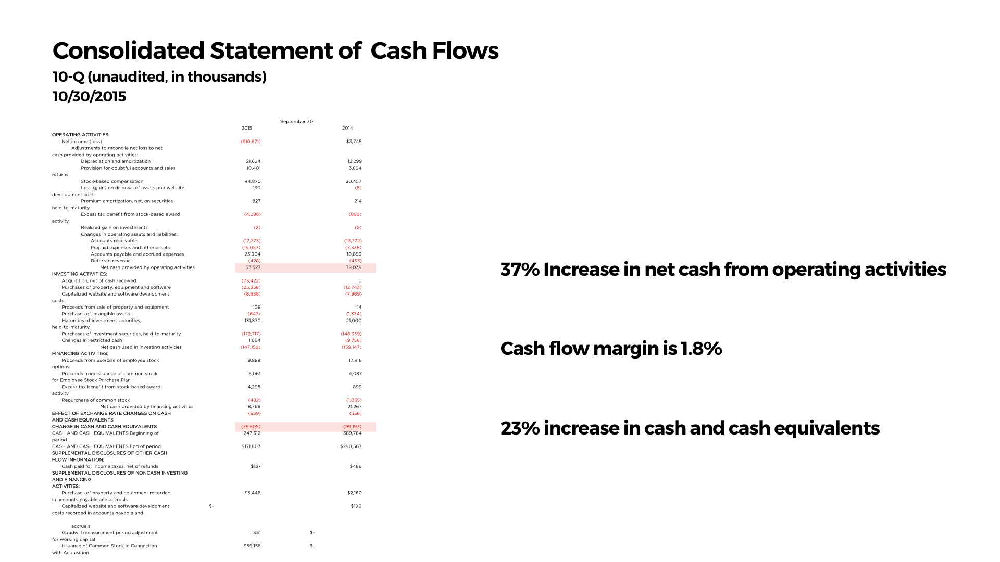 Consolidated Statement of Cash Flows
10-Q (unaudited, in thousands)
10/30/2015
September 30,
2015 2014
OPERATING ACTIVITIES:
Net income (loss) ($10,671) $3,745
Adjustments to reconcile net loss to net
cash provided by operating activities:
Depreciation and amortization 21,624 12,299
Provision for doubtful accounts and sales 10,401 3,894
returns
Stock-based compensation 44,870 30,457
Loss (gain) on disposal of assets and website 130 (5)
development costs
Premium amortization, net, on securities 827 214
held-to-maturity
Excess tax benefit from stock-based award (4,298) (899)
activity
Realized gain on investments (2) (2)
Changes in operating assets and liabilities:
Accounts receivable (17,773) (13,772)
Prepaid expenses and other assets (15,057) (7,338)
Accounts payable and accrued expenses 23,904 10,899
Deferred revenue (428) (453)
Net cash provided by operating activities 53,527 39,039
INVESTING ACTIVITIES:
Acquisition, net of cash received (73,422) 0
Purchases of property, equipment and software (25,358) (12,743)
Capitalized website and software development (8,658) (7,969)
costs
Proceeds from sale of property and equipment 109 14
Purchases of intangible assets (647) (1,334)
Maturities of investment securities, 131,870 21,000
held-to-maturity
Purchases of investment securities, held-to-maturity (172,717) (148,359)
Changes in restricted cash 1,664 (9,756)
Net cash used in investing activities (147,159) (159,147)
FINANCING ACTIVITIES:
Proceeds from exercise of employee stock 9,889 17,316
options
Proceeds from issuance of common stock 5,061 4,087
for Employee Stock Purchase Plan
Excess tax benefit from stock-based award 4,298 899
activity
Repurchase of common stock (482) (1,035)
Net cash provided by financing activities 18,766 21,267
EFFECT OF EXCHANGE RATE CHANGES ON CASH (639) (356)
AND CASH EQUIVALENTS
CHANGE IN CASH AND CASH EQUIVALENTS (75,505) (99,197)
CASH AND CASH EQUIVALENTS Beginning of 247,312 389,764
period
CASH AND CASH EQUIVALENTS End of period $171,807 $290,567
SUPPLEMENTAL DISCLOSURES OF OTHER CASH
FLOW INFORMATION:
Cash paid for income taxes, net of refunds $137 $486
SUPPLEMENTAL DISCLOSURES OF NONCASH INVESTING
AND FINANCING
ACTIVITIES:
Purchases of property and equipment recorded $5,446 $2,160
in accounts payable and accruals
Capitalized website and software development $- $190
costs recorded in accounts payable and
accruals
Goodwill measurement period adjustment $51 $-
for working capital
Issuance of Common Stock in Connection $59,158 $-
with Acquisition
37% Increase in net cash from operating activities
Cash flow margin is 1.8%
23% increase in cash and cash equivalents